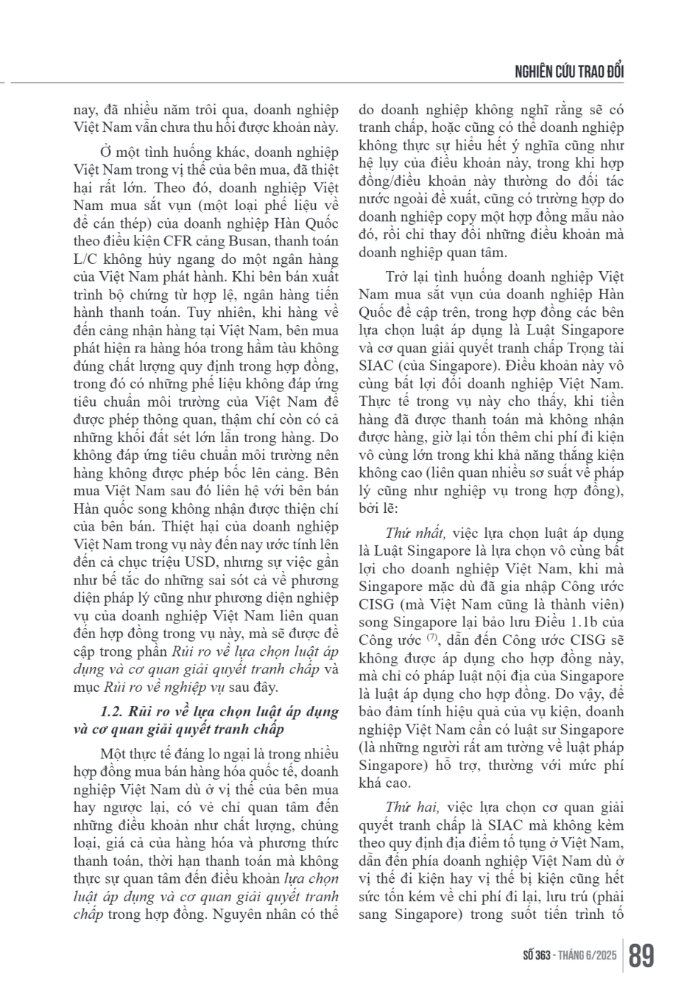 NGHIÊN CỨU TRAO ĐỔI
nay, đã nhiều năm trôi qua, doanh nghiệp
Việt Nam vẫn chưa thu hồi được khoản này.
Ở một tình huống khác, doanh nghiệp
Việt Nam trong vị thế của bên mua, đã thiệt
hại rất lớn. Theo đó, doanh nghiệp Việt
Nam mua sắt vụn (một loại phế liệu về
để cán thép) của doanh nghiệp Hàn Quốc
theo điều kiện CFR cảng Busan, thanh toán
L/C không hủy ngang do một ngân hàng
của Việt Nam phát hành. Khi bên bán xuất
trình bộ chứng từ hợp lệ, ngân hàng tiến
hành thanh toán. Tuy nhiên, khi hàng về
đến cảng nhận hàng tại Việt Nam, bên mua
phát hiện ra hàng hóa trong hầm tàu không
đúng chất lượng quy định trong hợp đồng,
trong đó có những phế liệu không đáp ứng
tiêu chuẩn môi trường của Việt Nam để
được phép thông quan, thậm chí còn có cả
những khối đất sét lớn lẫn trong hàng. Do
không đáp ứng tiêu chuẩn môi trường nên
hàng không được phép bốc lên cảng. Bên
mua Việt Nam sau đó liên hệ với bên bán
Hàn quốc song không nhận được thiện chí
của bên bán. Thiệt hại của doanh nghiệp
Việt Nam trong vụ này đến nay ước tính lên
đến cả chục triệu USD, nhưng sự việc gần
như bế tắc do những sai sót cả về phương
diện pháp lý cũng như phương diện nghiệp
vụ của doanh nghiệp Việt Nam liên quan
đến hợp đồng trong vụ này, mà sẽ được đề
cập trong phần Rủi ro về lựa chọn luật áp
dụng và cơ quan giải quyết tranh chấp và
mục Rủi ro về nghiệp vụ sau đây.
1.2. Rủi ro về lựa chọn luật áp dụng
và cơ quan giải quyết tranh chấp
Một thực tế đáng lo ngại là trong nhiều
hợp đồng mua bán hàng hóa quốc tế, doanh
nghiệp Việt Nam dù ở vị thế của bên mua
hay ngược lại, có vẻ chỉ quan tâm đến
những điều khoản như chất lượng, chủng
loại, giá cả của hàng hóa và phương thức
thanh toán, thời hạn thanh toán mà không
thực sự quan tâm đến điều khoản lựa chọn
luật áp dụng và cơ quan giải quyết tranh
chấp trong hợp đồng. Nguyên nhân có thể
do doanh nghiệp không nghĩ rằng sẽ có
tranh chấp, hoặc cũng có thể doanh nghiệp
không thực sự hiểu hết ý nghĩa cũng như
hệ lụy của điều khoản này, trong khi hợp
đồng/điều khoản này thường do đối tác
nước ngoài đề xuất, cũng có trường hợp do
doanh nghiệp copy một hợp đồng mẫu nào
đó, rồi chỉ thay đổi những điều khoản mà
doanh nghiệp quan tâm.
Trở lại tình huống doanh nghiệp Việt
Nam mua sắt vụn của doanh nghiệp Hàn
Quốc đề cập trên, trong hợp đồng các bên
lựa chọn luật áp dụng là Luật Singapore
và cơ quan giải quyết tranh chấp Trọng tài
SIAC (của Singapore). Điều khoản này vô
cùng bất lợi đối doanh nghiệp Việt Nam.
Thực tế trong vụ này cho thấy, khi tiền
hàng đã được thanh toán mà không nhận
được hàng, giờ lại tốn thêm chi phí đi kiện
vô cùng lớn trong khi khả năng thắng kiện
không cao (liên quan nhiều sơ suất về pháp
lý cũng như nghiệp vụ trong hợp đồng),
bởi lẽ:
Thứ nhất, việc lựa chọn luật áp dụng
là Luật Singapore là lựa chọn vô cùng bất
lợi cho doanh nghiệp Việt Nam, khi mà
Singapore mặc dù đã gia nhập Công ước
CISG (mà Việt Nam cũng là thành viên)
song Singapore lại bảo lưu Điều 1.1b của
Công ước (7), dẫn đến Công ước CISG sẽ
không được áp dụng cho hợp đồng này,
mà chỉ có pháp luật nội địa của Singapore
là luật áp dụng cho hợp đồng. Do vậy, để
bảo đảm tính hiệu quả của vụ kiện, doanh
nghiệp Việt Nam cần có luật sư Singapore
(là những người rất am tường về luật pháp
Singapore) hỗ trợ, thường với mức phí
khá cao.
Thứ hai, việc lựa chọn cơ quan giải
quyết tranh chấp là SIAC mà không kèm
theo quy định địa điểm tố tụng ở Việt Nam,
dẫn đến phía doanh nghiệp Việt Nam dù ở
vị thế đi kiện hay vị thế bị kiện cũng hết
sức tốn kém về chi phí đi lại, lưu trú (phải
sang Singapore) trong suốt tiến trình tố
SỐ 363 - THÁNG 6/2025 89